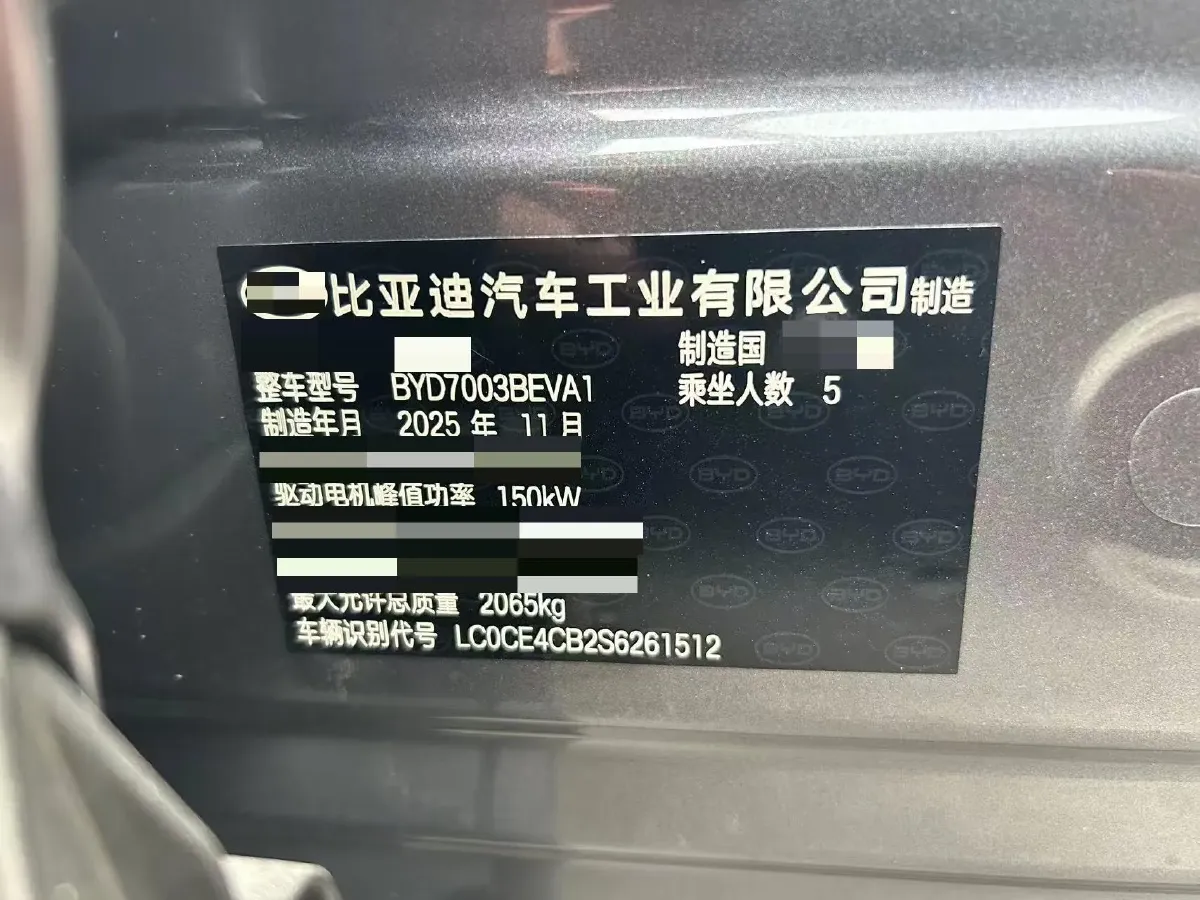 比亚迪汽车工业有限公司制造
制造国
整车型号 BYD7003BEVA1 乘坐人数 5
制造年月 2025 年 11 月
驱动电机峰值功率 150kW
最大允许总质量 2065kg
车辆识别代号 LC0CE4CB2S6261512
BYD